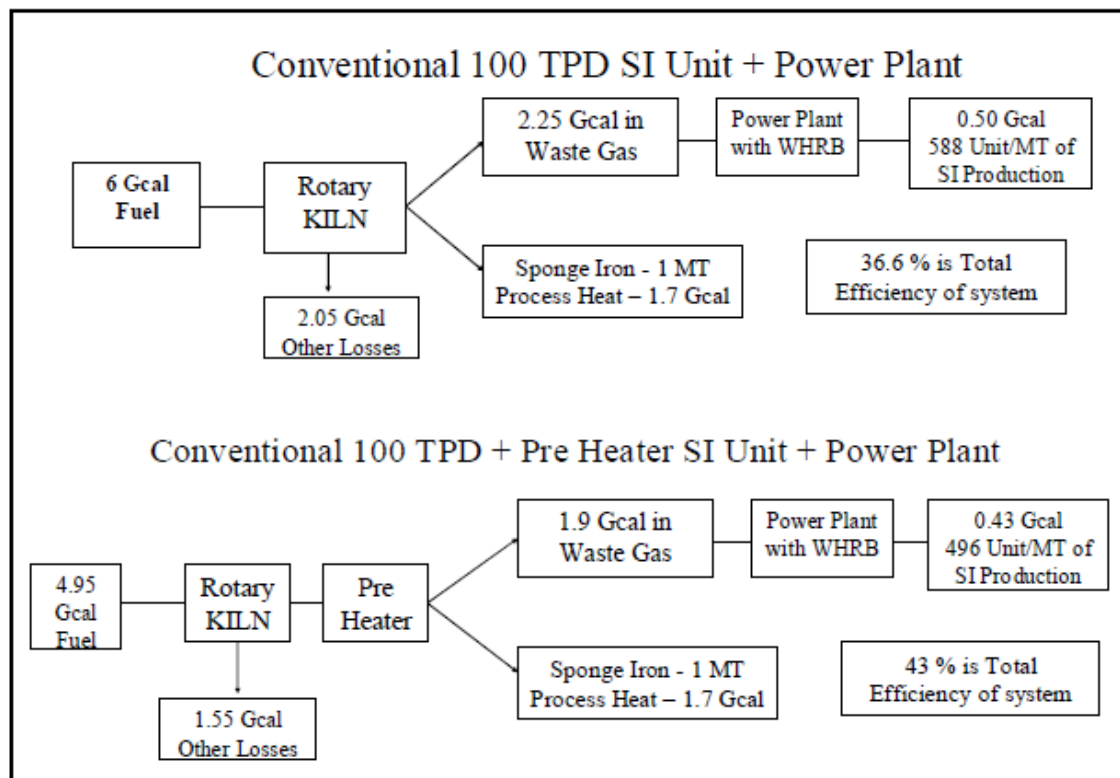 Conventional 100 TPD SI Unit + Power Plant
6 Gcal
Fuel
Rotary
KILN
2.05 Gcal
Other Losses
2.25 Gcal in
Waste Gas
Power Plant
with WHRB
0.50 Gcal
588 Unit/MT of
SI Production
Sponge Iron - 1 MT
Process Heat – 1.7 Gcal
36.6 % is Total
Efficiency of system
Conventional 100 TPD + Pre Heater SI Unit + Power Plant
4.95
Gcal
Fuel
Rotary
KILN
Pre
Heater
1.55 Gcal
Other Losses
1.9 Gcal in
Waste Gas
Power Plant
with WHRB
0.43 Gcal
496 Unit/MT of
SI Production
Sponge Iron - 1 MT
Process Heat – 1.7 Gcal
43 % is Total
Efficiency of system